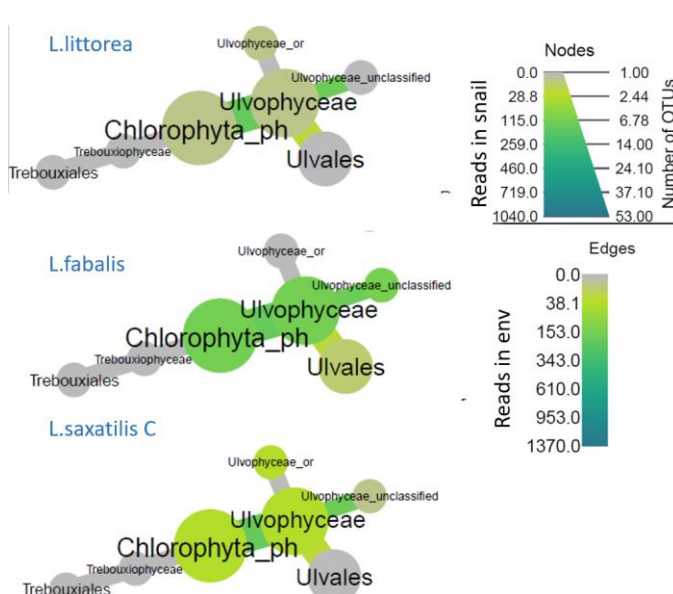 L.littorea
Ulvophyceae_or
Ulvophyceae_unclassified
Ulvophyceae
Chlorophyta_ph
Trebouxiophyceae
Ulvales
Trebouxiales
L.fabalis
Ulvophyceae_or
Ulvophyceae_unclassified
Ulvophyceae
Chlorophyta_ph
Trebouxiophyceae
Ulvales
Trebouxiales
L.saxatilis C
Ulvophyceae_or
Ulvophyceae_unclassified
Ulvophyceae
Chlorophyta_ph
Trebouxiophyceae
Ulvales
Trebouxiales
Nodes
Reads in snail
Number of OTUs
0.0 1.00
28.8 2.44
115.0 6.78
259.0 14.00
460.0 24.10
719.0 37.10
1040.0 53.00
Edges
Reads in env
0.0
38.1
153.0
343.0
610.0
953.0
1370.0